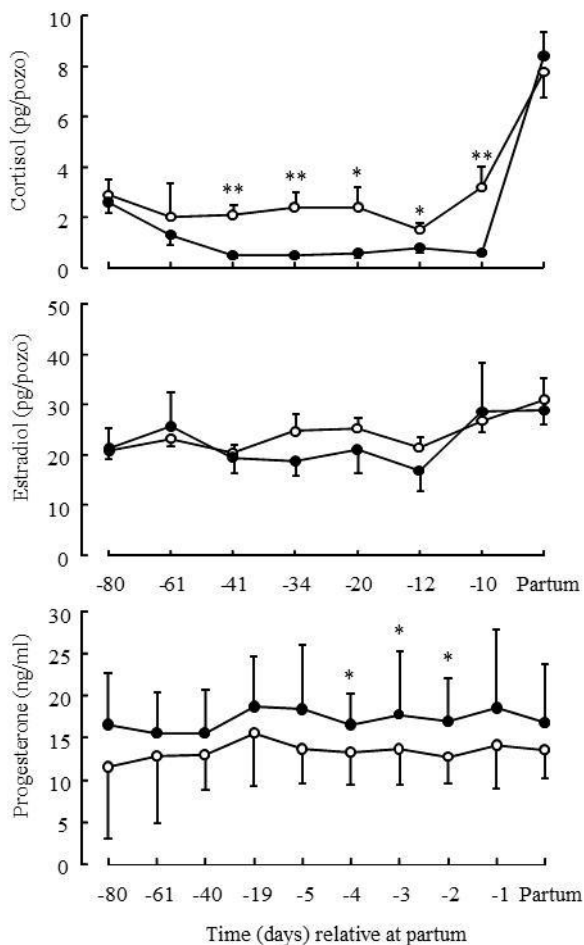 10
8
6
4
2
0
Cortisol (pg/pozo)
** ** * * **
50
40
30
20
10
0
Estradiol (pg/pozo)
-80 -61 -41 -34 -20 -12 -10 Partum
30
25
20
15
10
5
0
Progesterone (ng/ml)
* * *
-80 -61 -40 -19 -5 -4 -3 -2 -1 Partum
Time (days) relative at partum